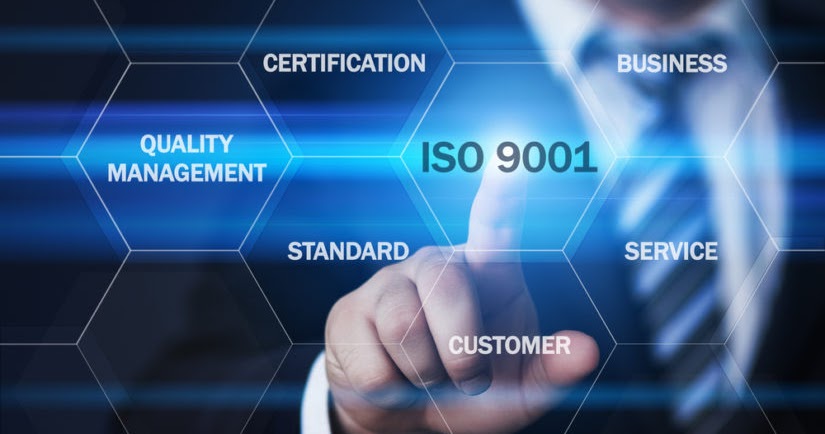 CERTIFICATION
BUSINESS
QUALITY
MANAGEMENT
ISO 9001
STANDARD
SERVICE
CUSTOMER